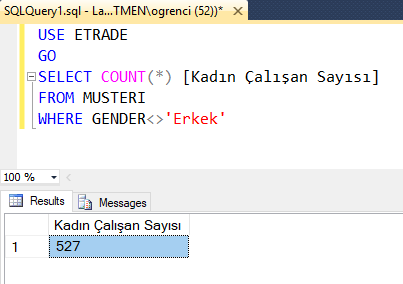 SQLQuery1.sql - La...TMEN\ogrenci (52))*
USE ETRADE
GO
SELECT COUNT(*) [Kadın Çalışan Sayısı]
FROM MUSTERI
WHERE GENDER<>'Erkek'
100 %
Results Messages
Kadın Çalışan Sayısı
1 527